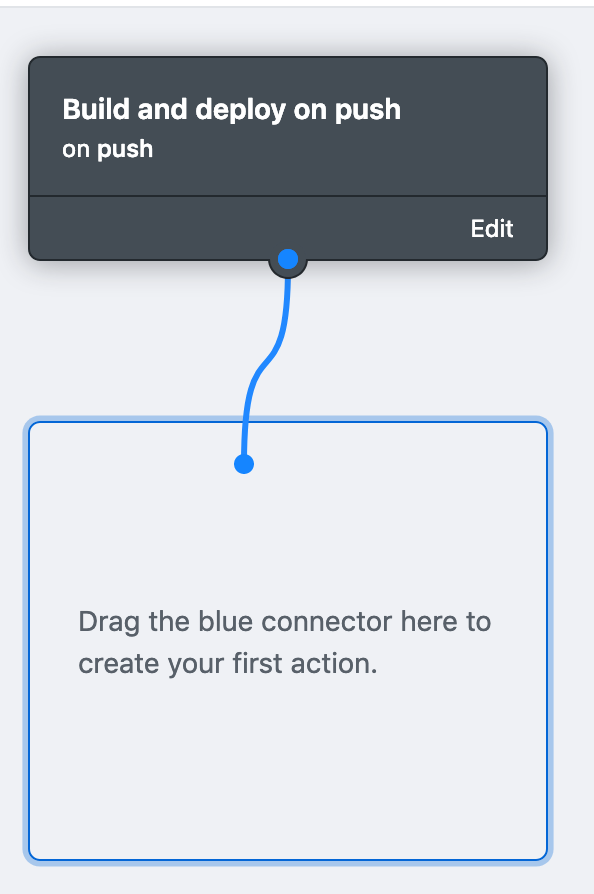 Build and deploy on push
on push
Edit
Drag the blue connector here to
create your first action.